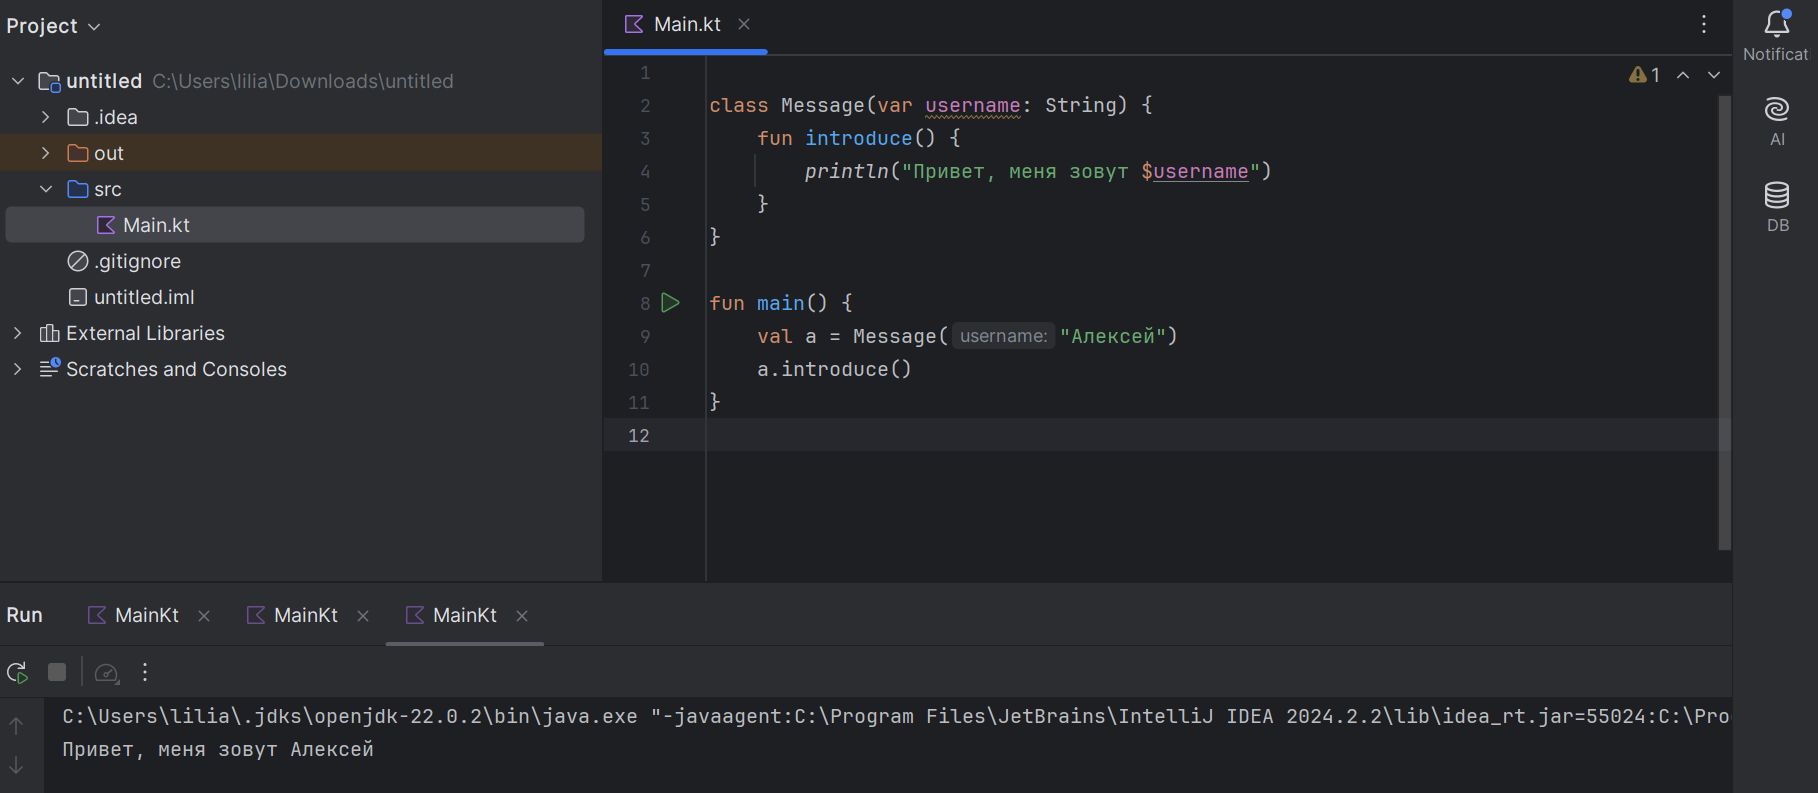 Project
untitled C:\Users\lilia\Downloads\untitled
.idea
out
src
Main.kt
.gitignore
untitled.iml
External Libraries
Scratches and Consoles
Main.kt
1
1
2 class Message(var username: String) {
3 fun introduce() {
4 println("Привет, меня зовут $username")
5 }
6 }
7
8 fun main() {
9 val a = Message( username: "Алексей")
10 a.introduce()
11 }
12
Notificat
AI
DB
Run MainKt MainKt MainKt
C:\Users\lilia\.jdks\openjdk-22.0.2\bin\java.exe "-javaagent:C:\Program Files\JetBrains\IntelliJ IDEA 2024.2.2\lib\idea_rt.jar=55024:C:\Pro
Привет, меня зовут Алексей